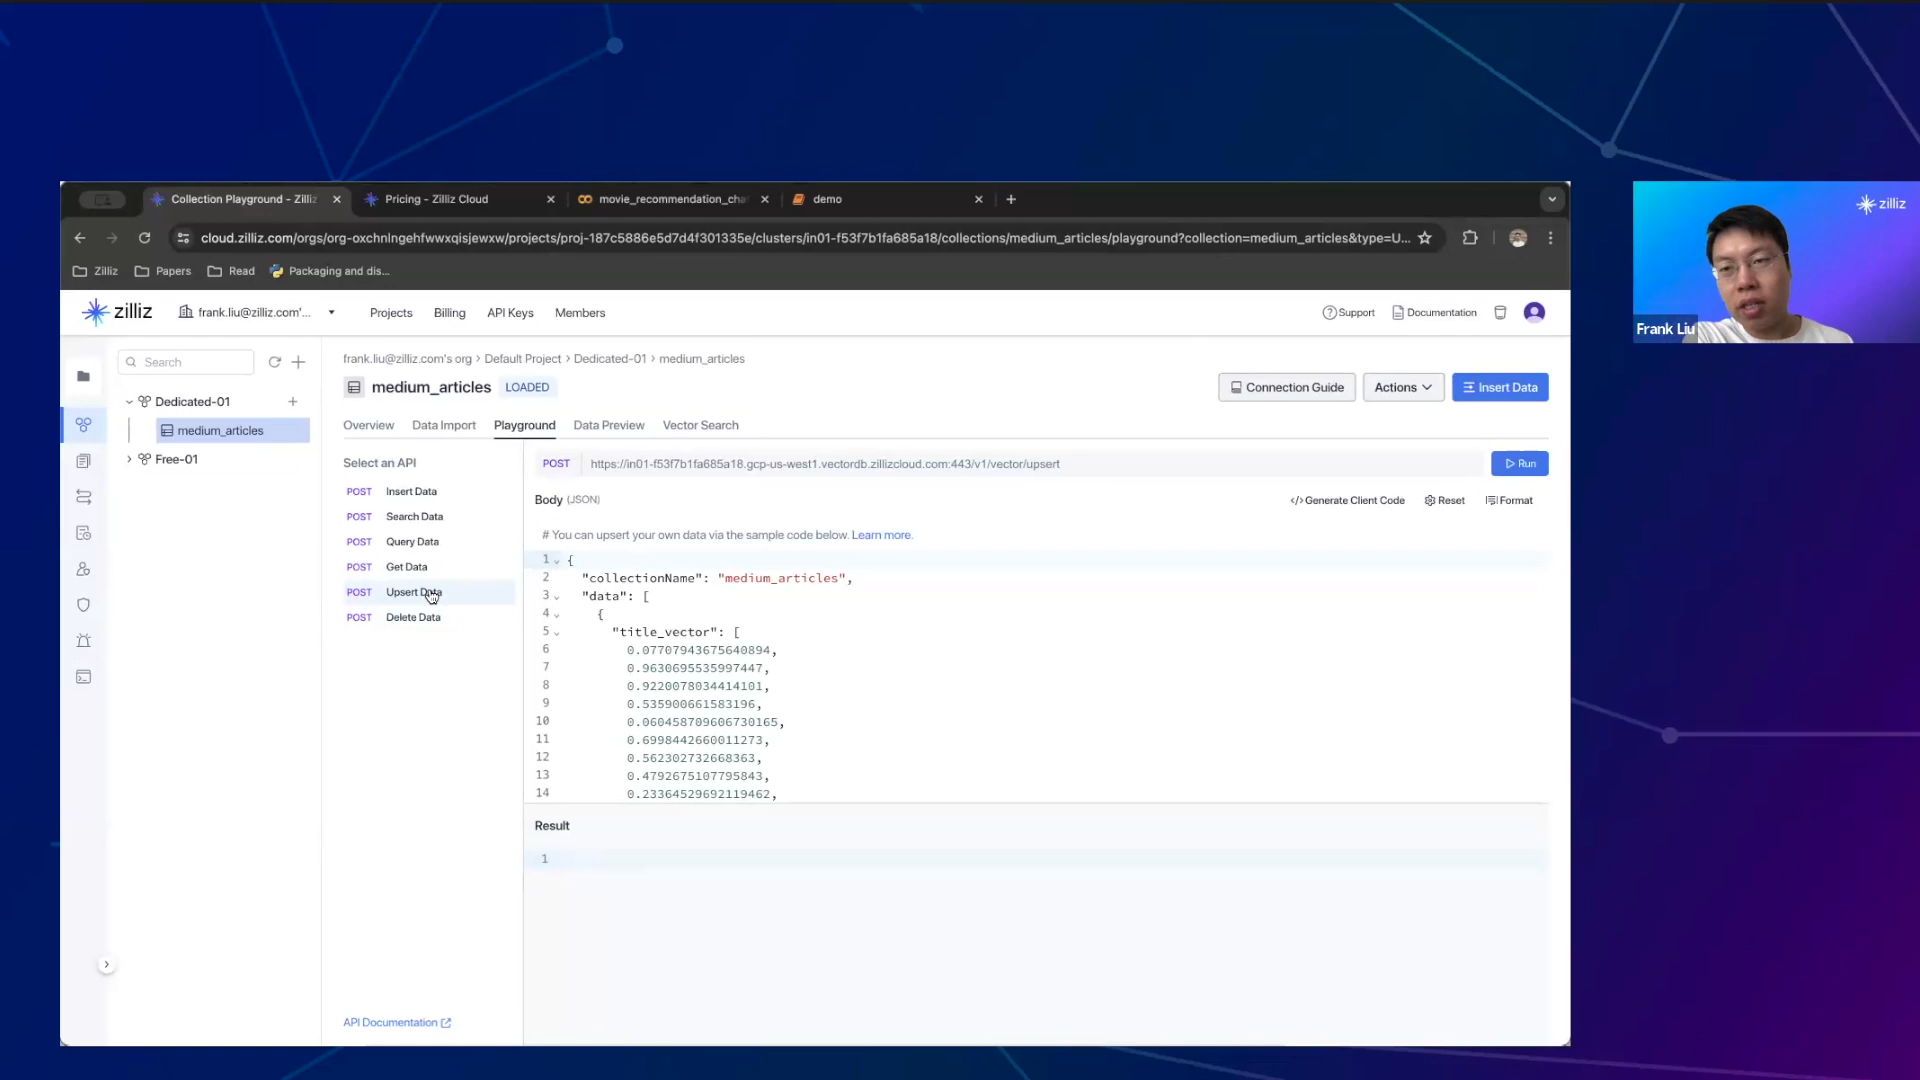 Collection Playground - Zilliz
Pricing - Zilliz Cloud
movie_recommendation_cha
demo
cloud.zilliz.com/orgs/org-oxchnlngehfwwxqisjewxw/projects/proj-187c5886e5d7d4f301335e/clusters/in01-f53f7b1fa685a18/collections/medium_articles/playground?collection=medium_articles&type=U...
Zilliz
Papers
Read
Packaging and dis...
zilliz
frank.liu@zilliz.com'...
Projects
Billing
API Keys
Members
Support
Documentation
zilliz
Frank Liu
Search
Dedicated-01
medium_articles
Free-01
frank.liu@zilliz.com's org > Default Project > Dedicated-01 > medium_articles
medium_articles
LOADED
Connection Guide
Actions
Insert Data
Overview
Data Import
Playground
Data Preview
Vector Search
Select an API
POST Insert Data
POST Search Data
POST Query Data
POST Get Data
POST Upsert Data
POST Delete Data
API Documentation
POST
https://in01-f53f7b1fa685a18.gcp-us-west1.vectordb.zillizcloud.com:443/v1/vector/upsert
Run
Body (JSON)
</> Generate Client Code
Reset
Format
# You can upsert your own data via the sample code below. Learn more.
1 {
2 "collectionName": "medium_articles",
3 "data": [
4 {
5 "title_vector": [
6 0.07707943675640894,
7 0.9630695535997447,
8 0.9220078034414101,
9 0.535900661583196,
10 0.060458709606730165,
11 0.6998442660011273,
12 0.562302732668363,
13 0.4792675107795843,
14 0.23364529692119462,
Result
1